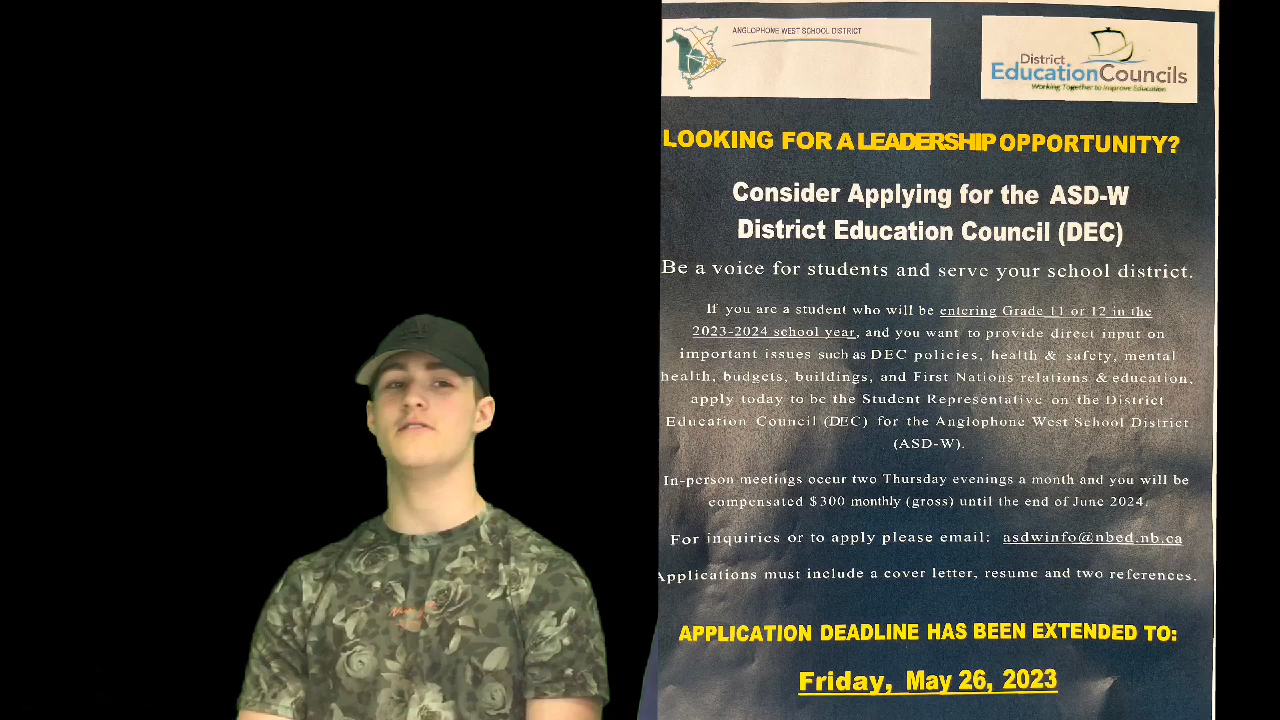 ANGLOPHONE WEST SCHOOL DISTRICT
District
EducationCouncils
Working Together to Improve Education
LOOKING FOR A LEADERSHIP OPPORTUNITY?
Consider Applying for the ASD-W
District Education Council (DEC)
Be a voice for students and serve your school district.
If you are a student who will be entering Grade 11 or 12 in the
2023-2024 school year, and you want to provide direct input on
important issues such as DEC policies, health & safety, mental
health, budgets, buildings, and First Nations relations & education,
apply today to be the Student Representative on the District
Education Council (DEC) for the Anglophone West School District
(ASD-W).
In-person meetings occur two Thursday evenings a month and you will be
compensated $300 monthly (gross) until the end of June 2024.
For inquiries or to apply please email: asdwinfo@nbed.nb.ca
Applications must include a cover letter, resume and two references.
APPLICATION DEADLINE HAS BEEN EXTENDED TO:
Friday, May 26, 2023